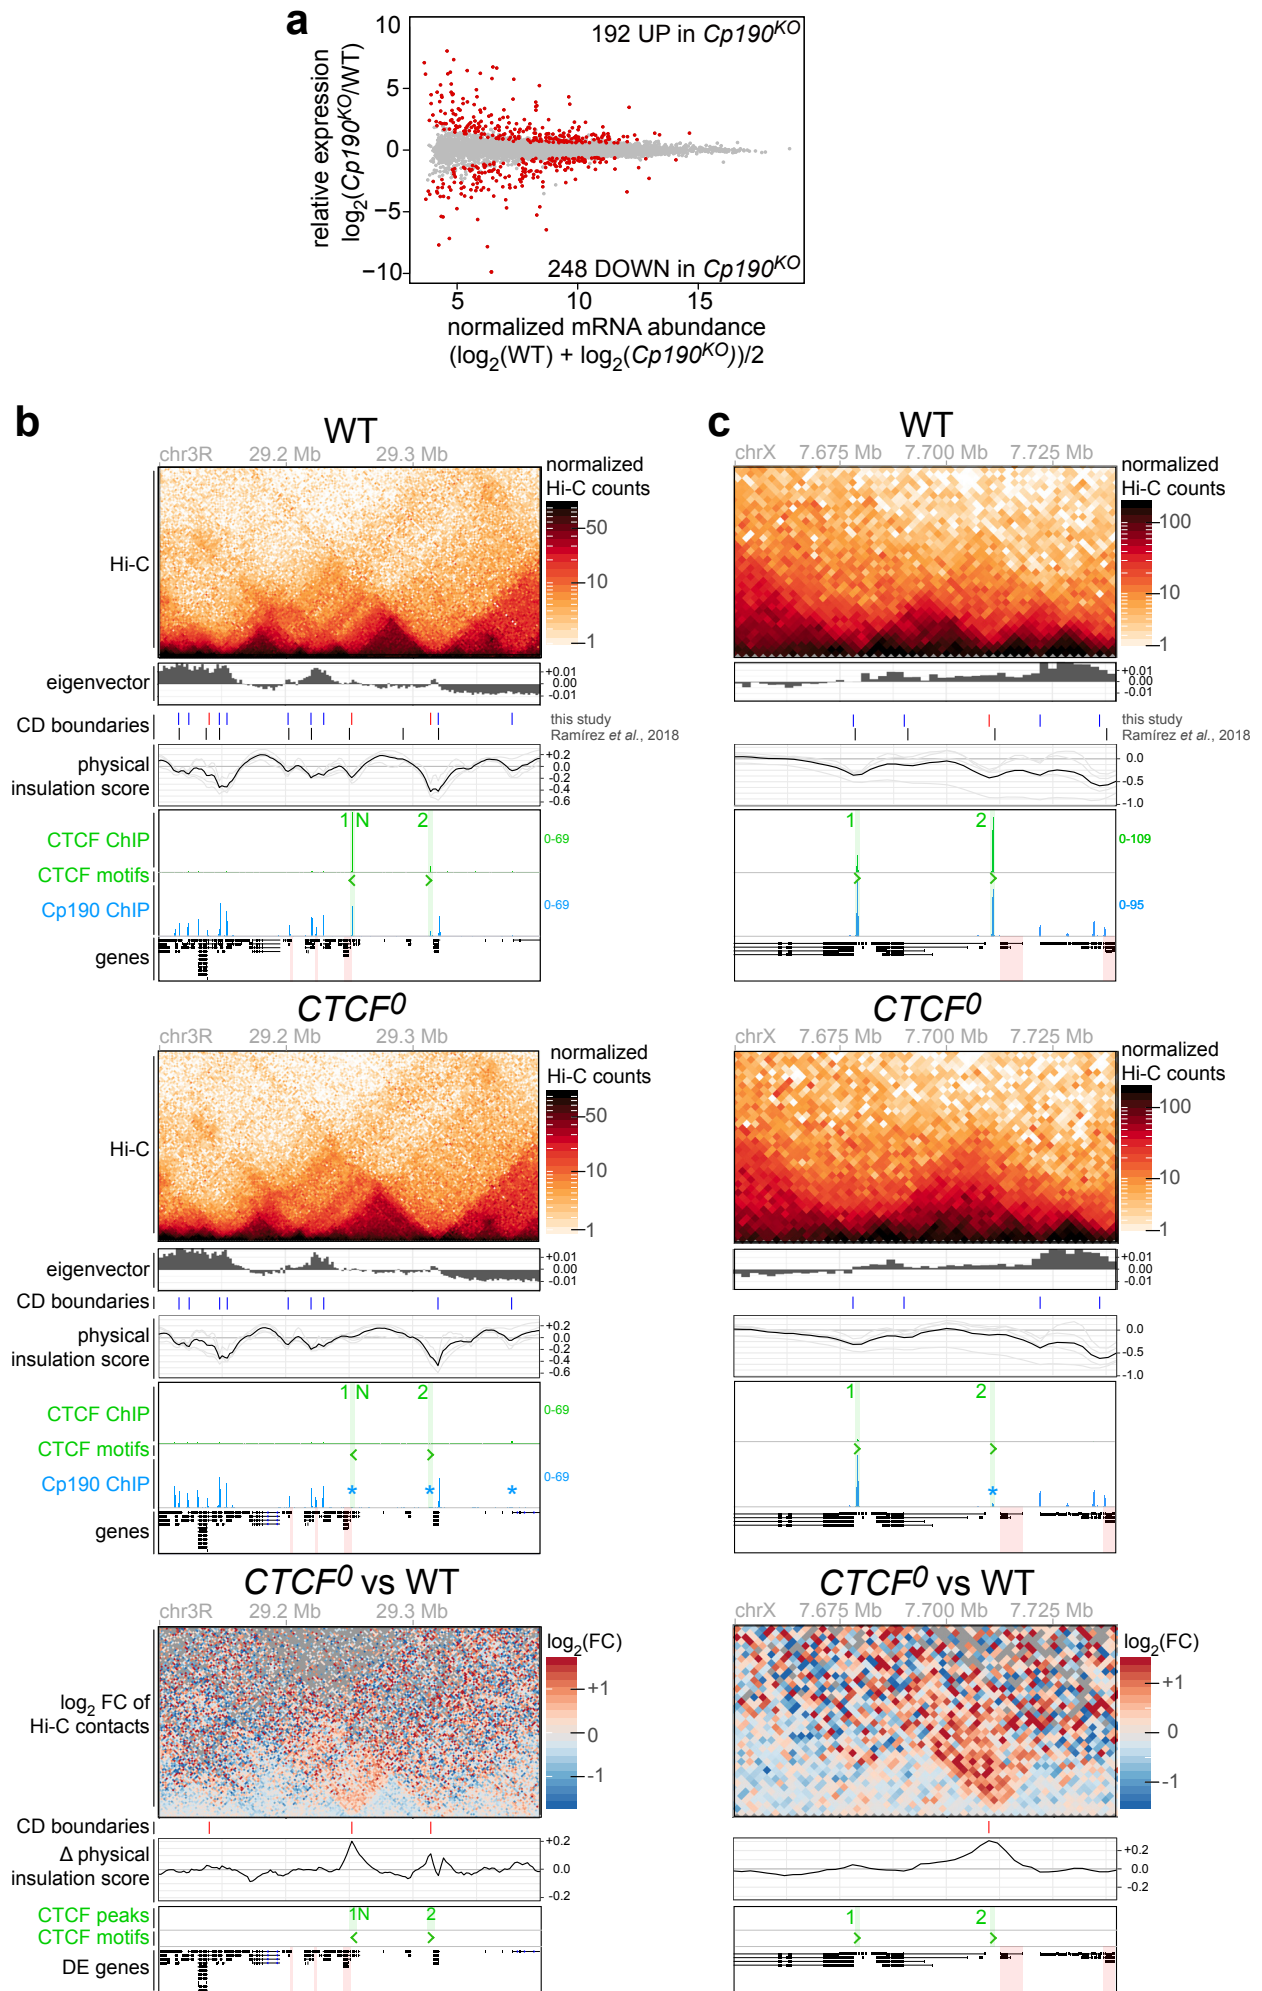 a
10
5
0
−5
−10
relative expression
log2(Cp190KO/WT)
192 UP in Cp190KO
248 DOWN in Cp190KO
5 10 15
normalized mRNA abundance
(log2(WT) + log2(Cp190KO))/2
b
WT
chr3R 29.2 Mb 29.3 Mb
normalized
Hi-C counts
50
10
1
Hi-C
eigenvector
+0.01
0.00
-0.01
CD boundaries
this study
Ramírez et al., 2018
physical
insulation score
+0.2
0.0
-0.2
-0.4
-0.6
1 N 2
CTCF ChIP
0-69
CTCF motifs
< >
Cp190 ChIP
0-69
genes
CTCF0
chr3R 29.2 Mb 29.3 Mb
normalized
Hi-C counts
50
10
1
Hi-C
eigenvector
+0.01
0.00
-0.01
CD boundaries
physical
insulation score
+0.2
0.0
-0.2
-0.4
-0.6
1 N 2
CTCF ChIP
0-69
CTCF motifs
< >
Cp190 ChIP
0-69
* * *
genes
CTCF0 vs WT
chr3R 29.2 Mb 29.3 Mb
log2(FC)
+1
0
-1
log2 FC of
Hi-C contacts
CD boundaries
Δ physical
insulation score
+0.2
0.0
-0.2
CTCF peaks
1N 2
CTCF motifs
< >
DE genes
c
WT
chrX 7.675 Mb 7.700 Mb 7.725 Mb
normalized
Hi-C counts
100
10
1
+0.01
0.00
-0.01
this study
Ramírez et al., 2018
0.0
-0.5
-1.0
1 2
0-109
> >
0-95
CTCF0
chrX 7.675 Mb 7.700 Mb 7.725 Mb
normalized
Hi-C counts
100
10
1
+0.01
0.00
-0.01
0.0
-0.5
-1.0
1 2
> >
*
CTCF0 vs WT
chrX 7.675 Mb 7.700 Mb 7.725 Mb
log2(FC)
+1
0
-1
+0.2
0.0
-0.2
1 2
> >